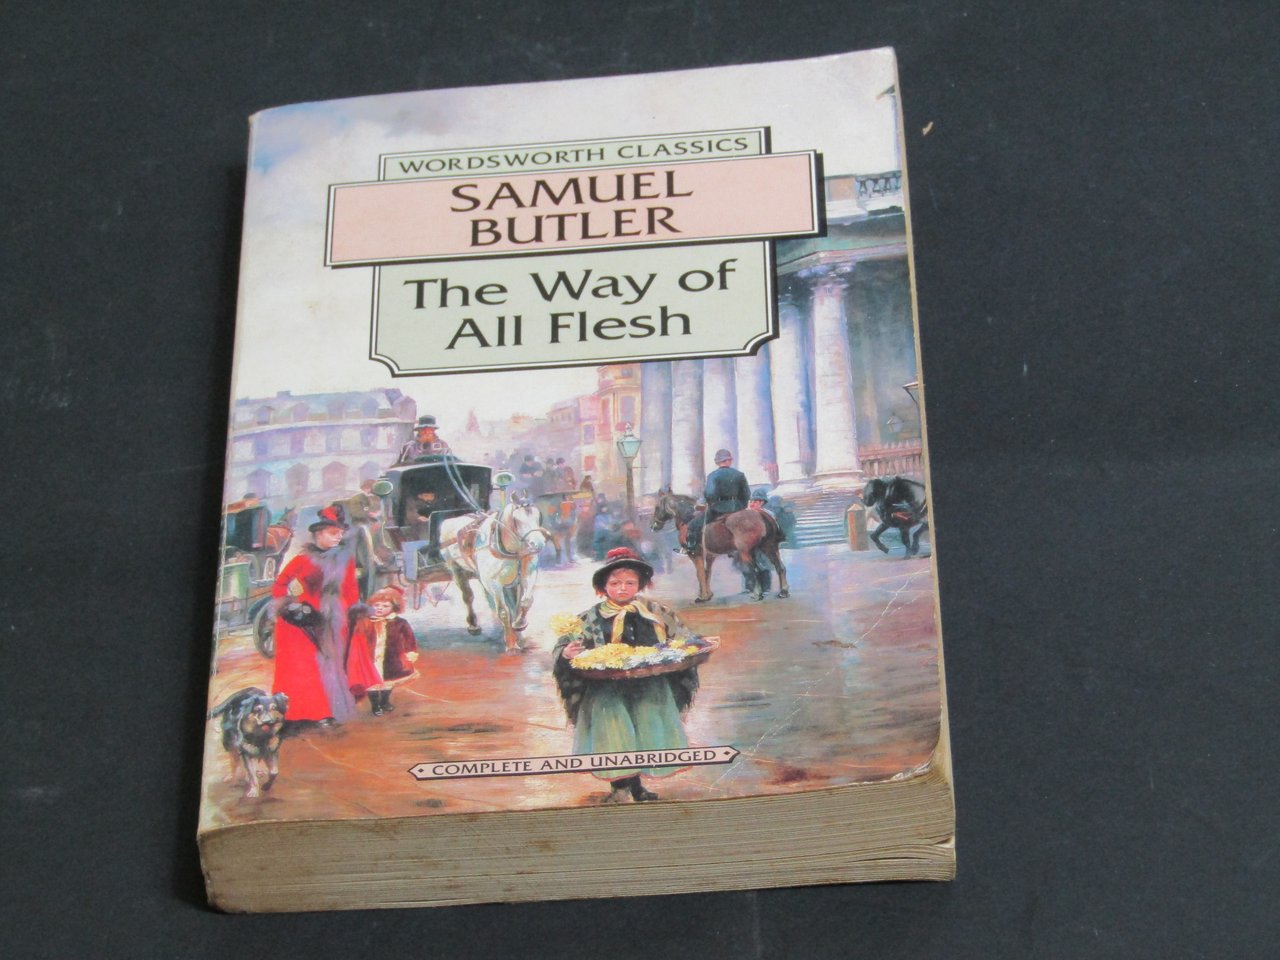 WORDSWORTH CLASSICS
SAMUEL
BUTLER
The Way of
All Flesh
COMPLETE AND UNABRIDGED